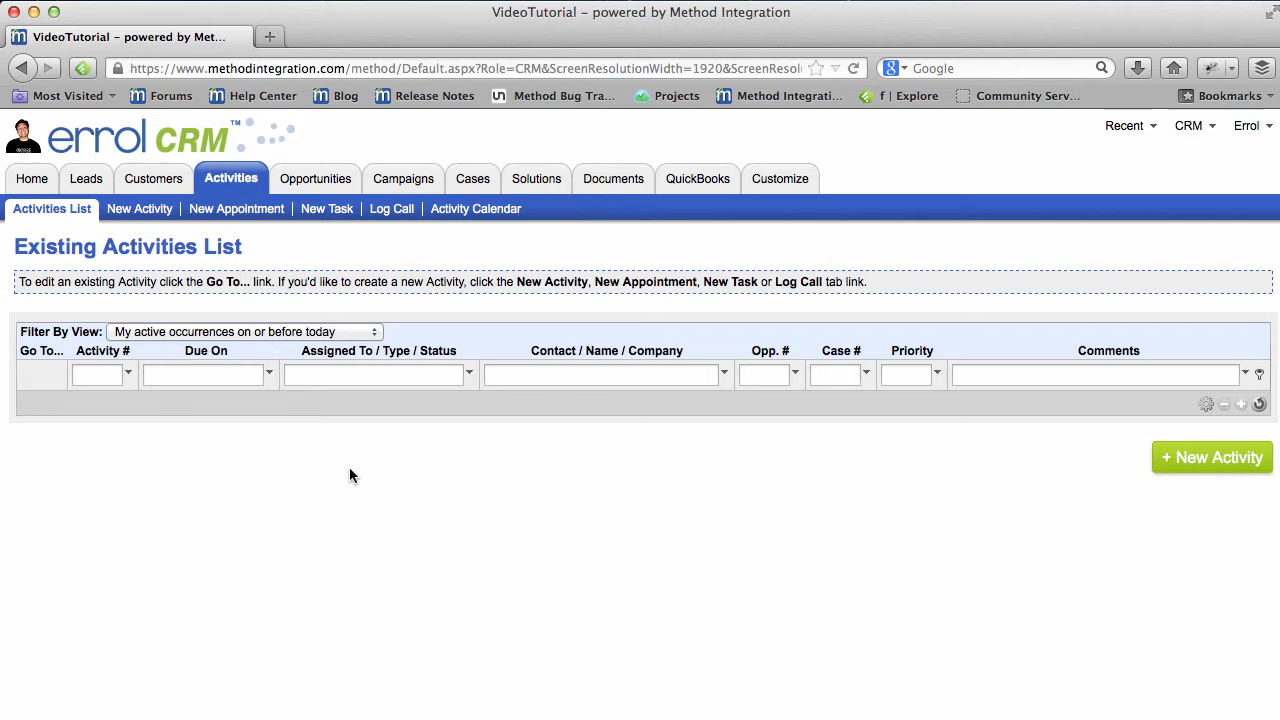 VideoTutorial – powered by Method Integration
VideoTutorial – powered by Met...
https://www.methodintegration.com/method/Default.aspx?Role=CRM&ScreenResolutionWidth=1920&ScreenResol
Google
Most Visited Forums Help Center Blog Release Notes Method Bug Tra... Projects Method Integrati... f | Explore Community Serv... Bookmarks
errol CRM™
Recent CRM Errol
Home Leads Customers Activities Opportunities Campaigns Cases Solutions Documents QuickBooks Customize
Activities List New Activity New Appointment New Task Log Call Activity Calendar
Existing Activities List
To edit an existing Activity click the Go To... link. If you'd like to create a new Activity, click the New Activity, New Appointment, New Task or Log Call tab link.
Filter By View: My active occurrences on or before today
Go To... Activity # Due On Assigned To / Type / Status Contact / Name / Company Opp. # Case # Priority Comments
+ New Activity